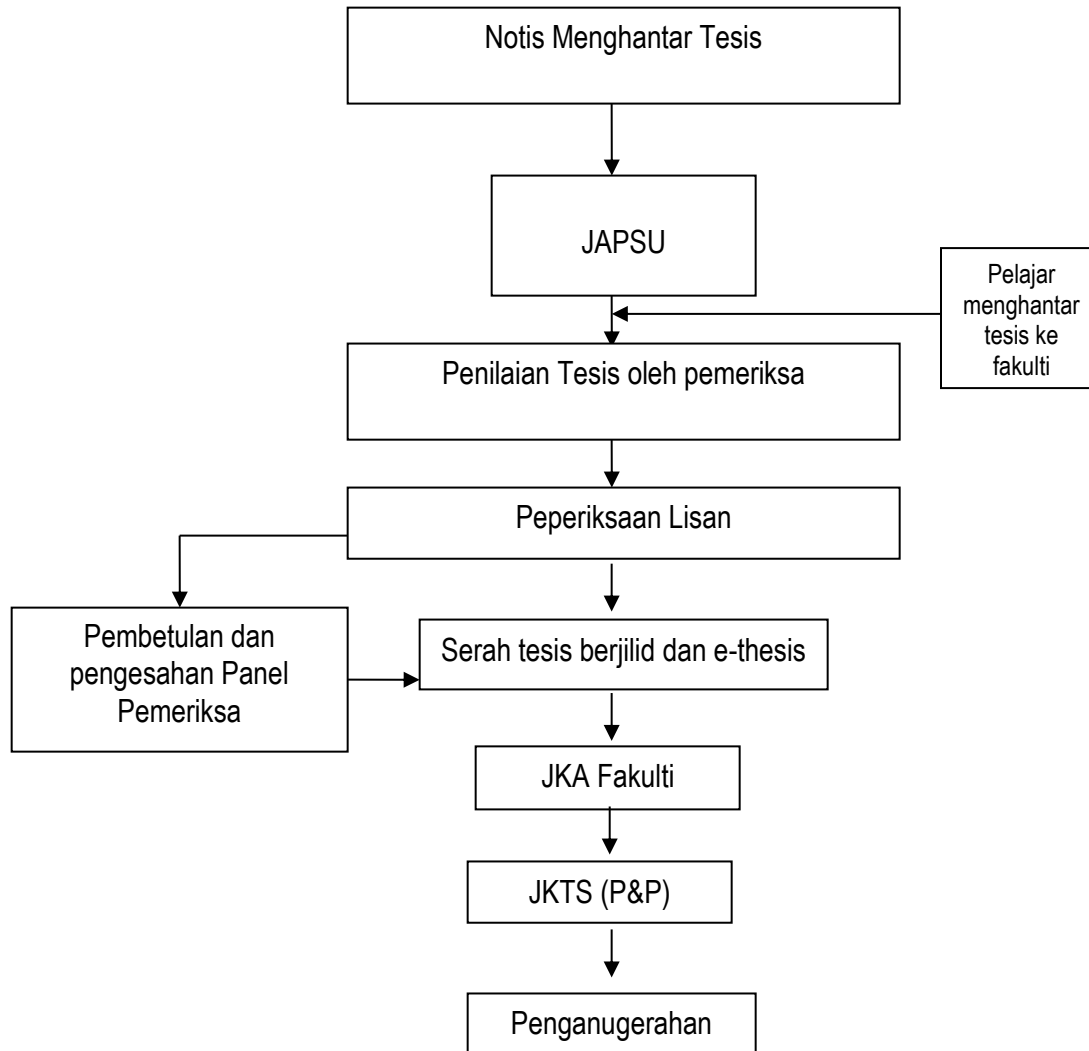 Notis Menghantar Tesis
JAPSU
Pelajar
menghantar
tesis ke
fakulti
Penilaian Tesis oleh pemeriksa
Peperiksaan Lisan
Pembetulan dan
pengesahan Panel
Pemeriksa
Serah tesis berjilid dan e-thesis
JKA Fakulti
JKTS (P&P)
Penganugerahan